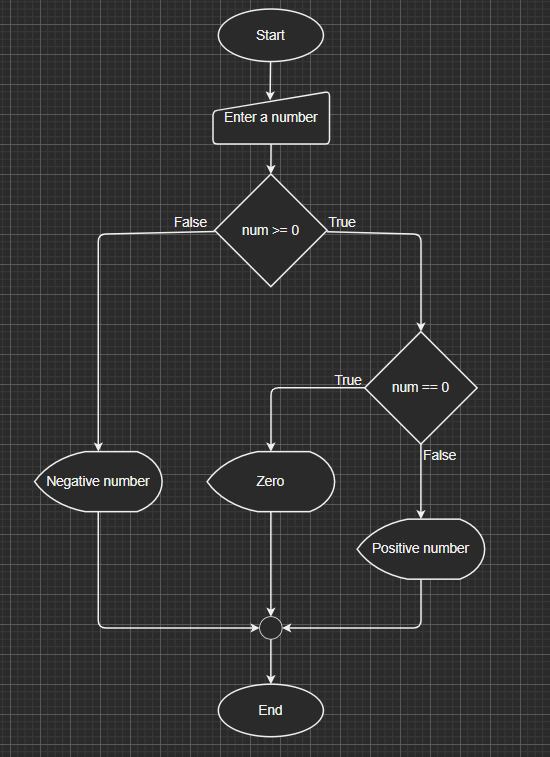 Start
Enter a number
False
True
num >= 0
True
num == 0
False
Negative number
Zero
Positive number
End